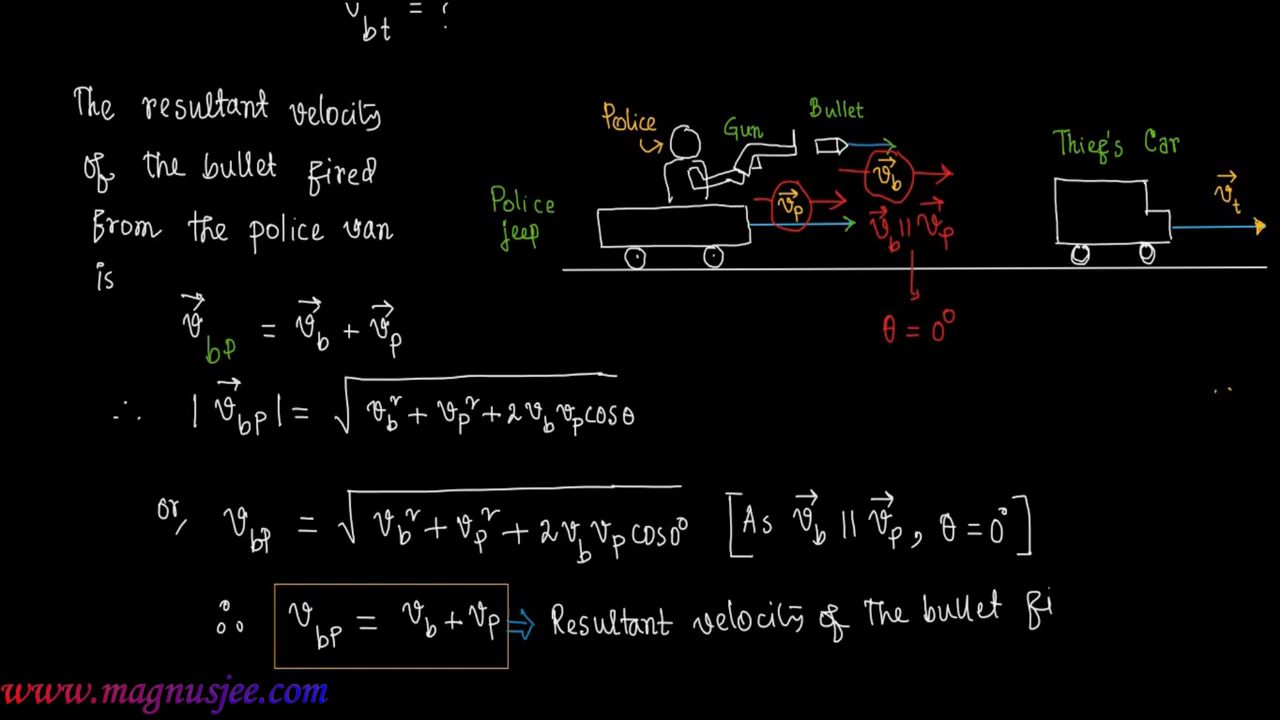 v_bt = ?
The resultant velocity
of the bullet fired
from the police van
is
v⃗_bp = v⃗_b + v⃗_p
∴ |v⃗_bp| = √(v_b² + v_p² + 2v_b v_p cosθ
or, v_bp = √(v_b² + v_p² + 2v_b v_p cos0° [As v⃗_b || v⃗_p, θ = 0°]
∴ v_bp = v_b + v_p ⇒ Resultant velocity of the bullet fi
Police
Gun
Bullet
Thief's Car
Police
jeep
v⃗_p
v⃗_b
v⃗_b || v⃗_p
θ = 0°
v⃗_t
www.magnusjee.com